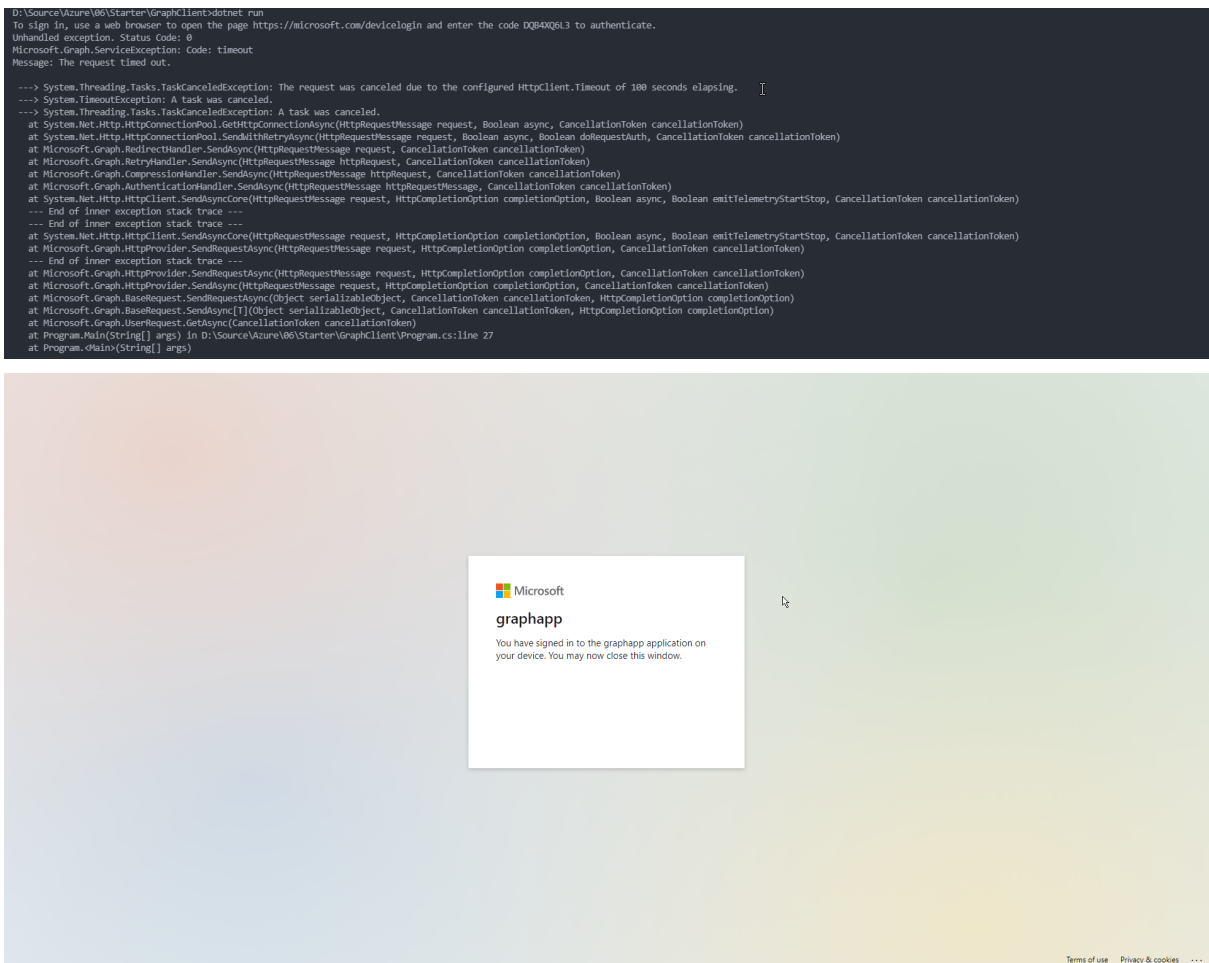 D:\Source\Azure\06\Starter\GraphClient>dotnet run
To sign in, use a web browser to open the page https://microsoft.com/devicelogin and enter the code DQB4XQ6L3 to authenticate.
Unhandled exception. Status Code: 0
Microsoft.Graph.ServiceException: Code: timeout
Message: The request timed out.
---> System.Threading.Tasks.TaskCanceledException: The request was canceled due to the configured HttpClient.Timeout of 100 seconds elapsing.
---> System.TimeoutException: A task was canceled.
---> System.Threading.Tasks.TaskCanceledException: A task was canceled.
at System.Net.Http.HttpConnectionPool.GetHttpConnectionAsync(HttpRequestMessage request, Boolean async, CancellationToken cancellationToken)
at System.Net.Http.HttpConnectionPool.SendWithRetryAsync(HttpRequestMessage request, Boolean async, Boolean doRequestAuth, CancellationToken cancellationToken)
at Microsoft.Graph.RedirectHandler.SendAsync(HttpRequestMessage request, CancellationToken cancellationToken)
at Microsoft.Graph.RetryHandler.SendAsync(HttpRequestMessage httpRequest, CancellationToken cancellationToken)
at Microsoft.Graph.CompressionHandler.SendAsync(HttpRequestMessage httpRequest, CancellationToken cancellationToken)
at Microsoft.Graph.AuthenticationHandler.SendAsync(HttpRequestMessage httpRequestMessage, CancellationToken cancellationToken)
at System.Net.Http.HttpClient.SendAsyncCore(HttpRequestMessage request, HttpCompletionOption completionOption, Boolean async, Boolean emitTelemetryStartStop, CancellationToken cancellationToken)
--- End of inner exception stack trace ---
--- End of inner exception stack trace ---
at System.Net.Http.HttpClient.SendAsyncCore(HttpRequestMessage request, HttpCompletionOption completionOption, Boolean async, Boolean emitTelemetryStartStop, CancellationToken cancellationToken)
at Microsoft.Graph.HttpProvider.SendRequestAsync(HttpRequestMessage request, HttpCompletionOption completionOption, CancellationToken cancellationToken)
--- End of inner exception stack trace ---
at Microsoft.Graph.HttpProvider.SendRequestAsync(HttpRequestMessage request, HttpCompletionOption completionOption, CancellationToken cancellationToken)
at Microsoft.Graph.HttpProvider.SendAsync(HttpRequestMessage request, HttpCompletionOption completionOption, CancellationToken cancellationToken)
at Microsoft.Graph.BaseRequest.SendRequestAsync(Object serializableObject, CancellationToken cancellationToken, HttpCompletionOption completionOption)
at Microsoft.Graph.BaseRequest.SendAsync[T](Object serializableObject, CancellationToken cancellationToken, HttpCompletionOption completionOption)
at Microsoft.Graph.UserRequest.GetAsync(CancellationToken cancellationToken)
at Program.Main(String[] args) in D:\Source\Azure\06\Starter\GraphClient\Program.cs:line 27
at Program.<Main>(String[] args)
Microsoft
graphapp
You have signed in to the graphapp application on
your device. You may now close this window.
Terms of use Privacy & cookies ...